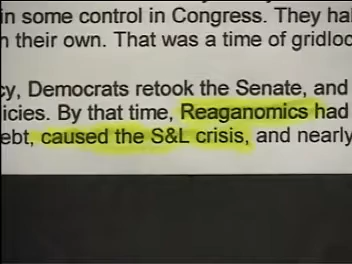 in some control in Congress. They ha
their own. That was a time of gridloc
cy, Democrats retook the Senate, and
icies. By that time, Reaganomics had
ebt, caused the S&L crisis, and nearly